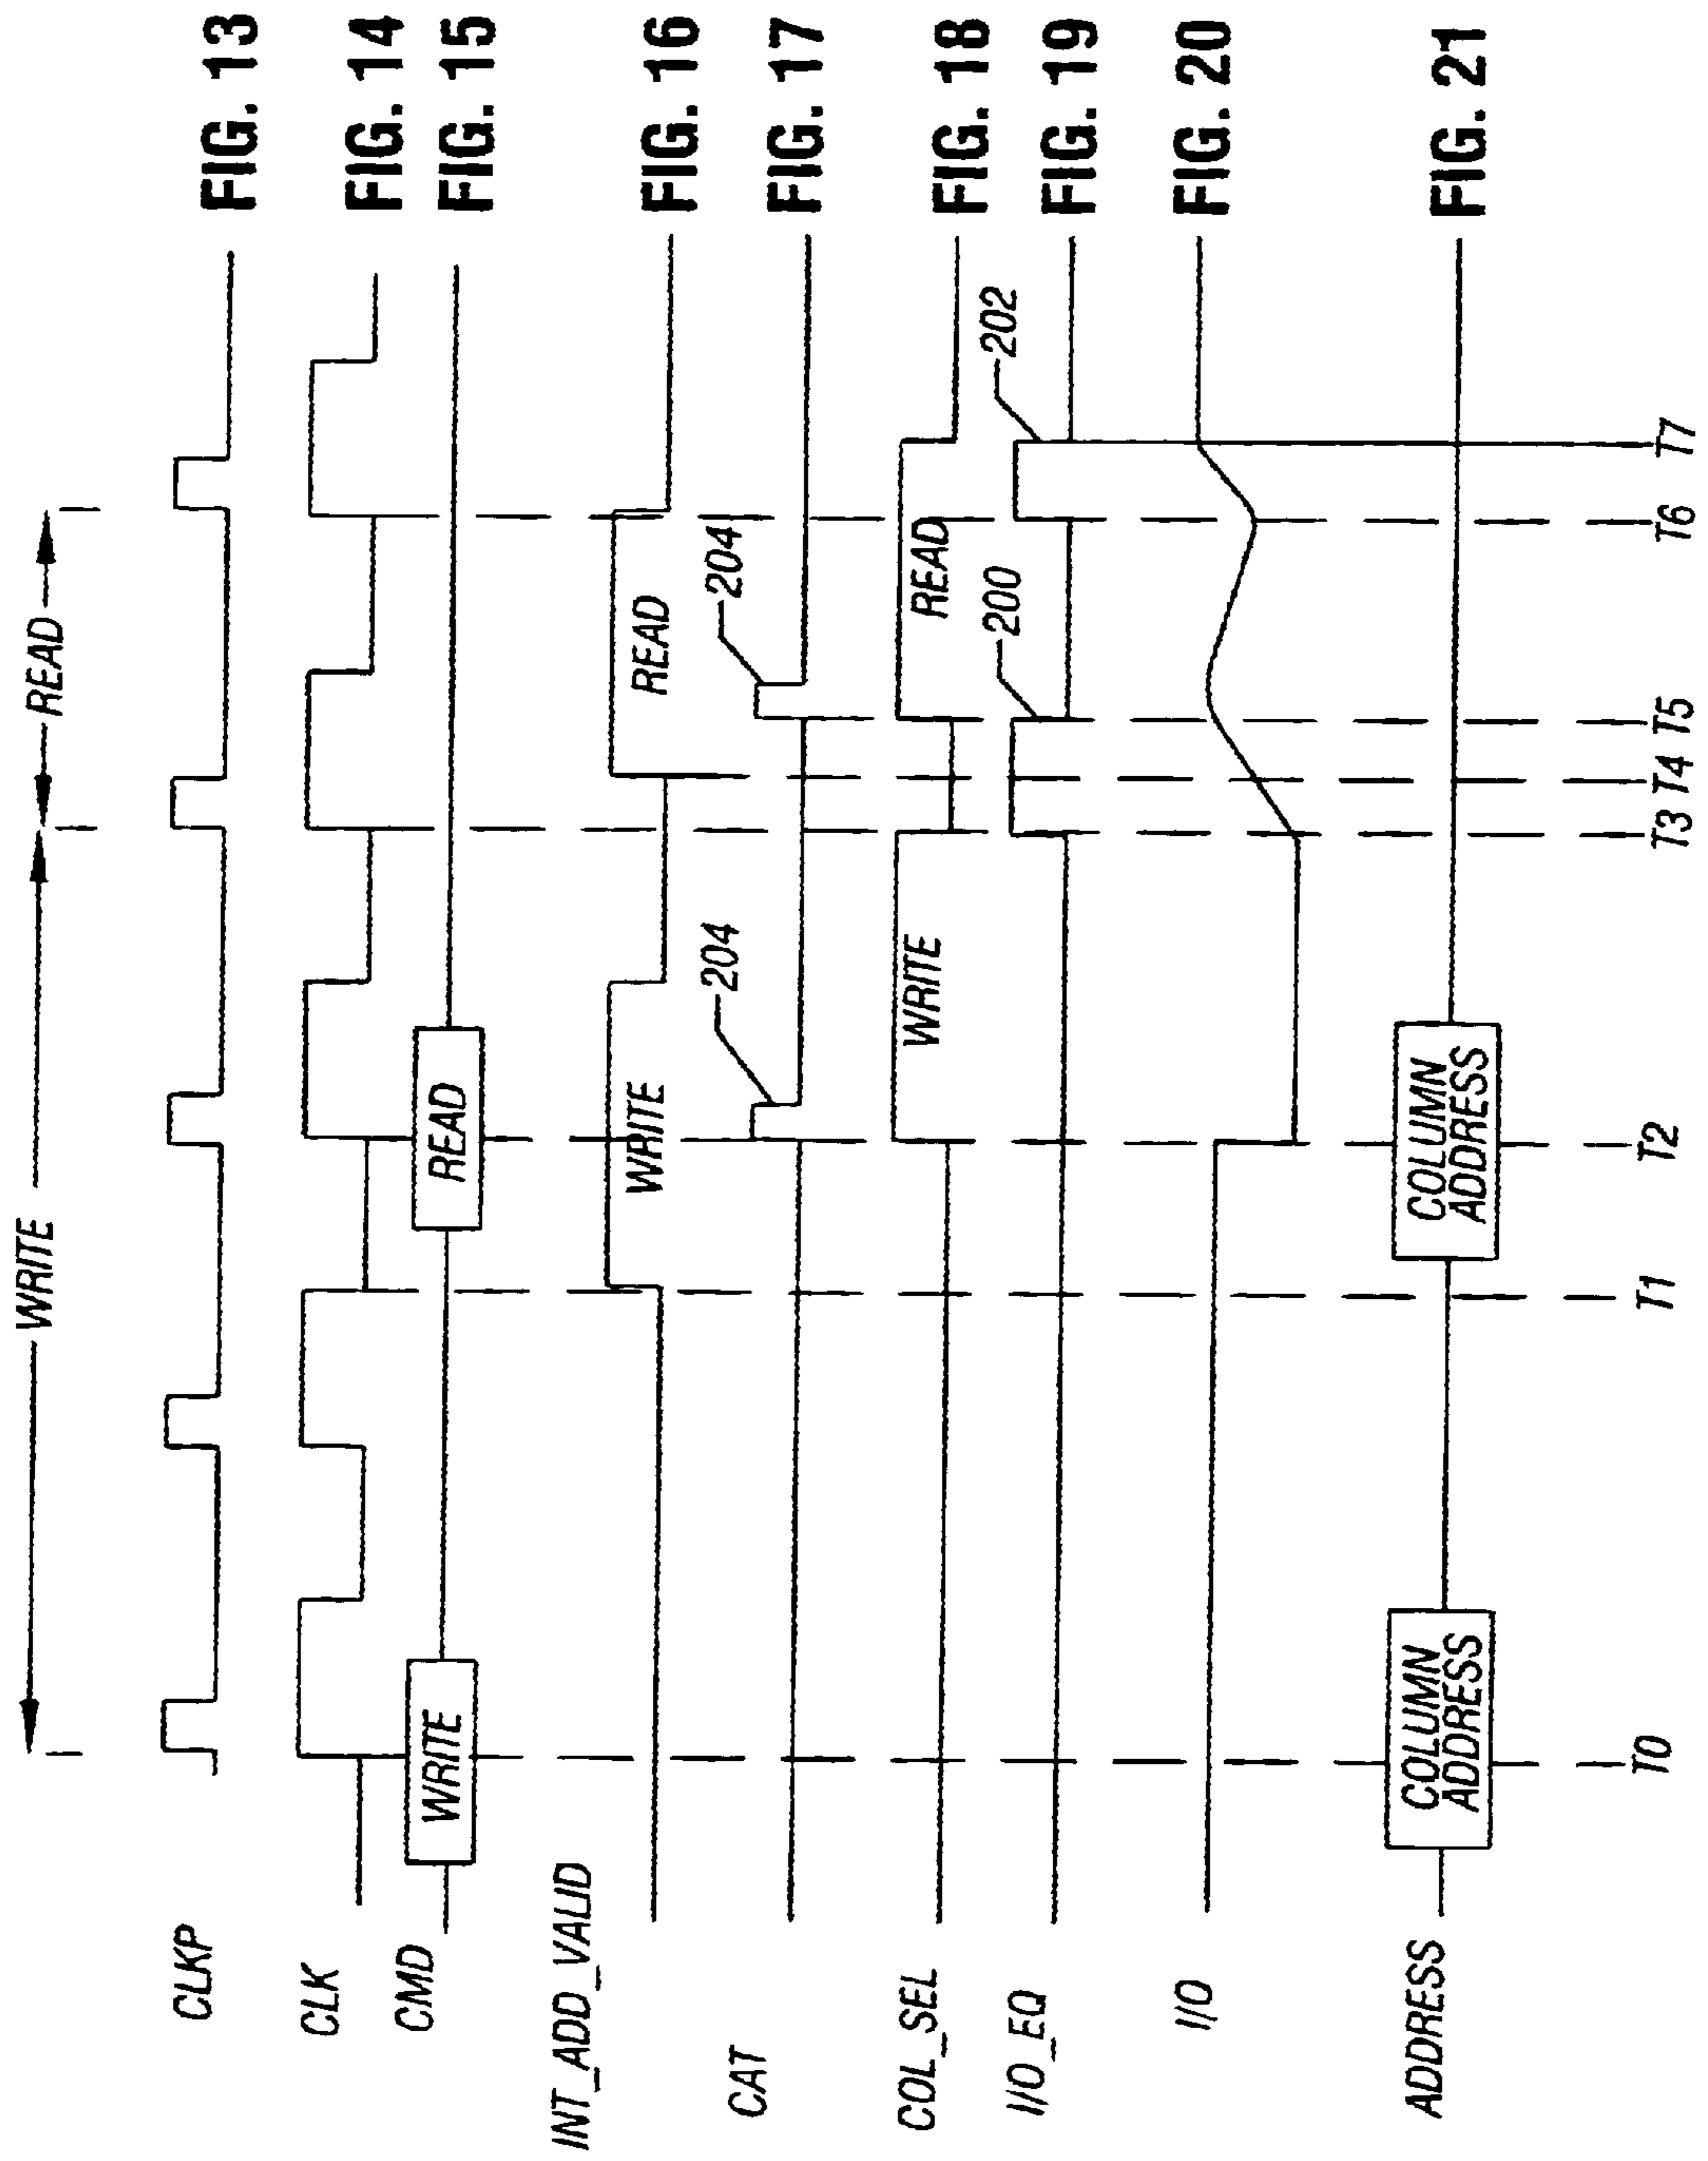 WRITE
READ
CLKP
FIG. 13
CLK
FIG. 14
CMD
WRITE
READ
FIG. 15
INT_ADD_VALID
WRITE
READ
FIG. 16
CAT
204
204
FIG. 17
COL_SEL
WRITE
READ
FIG. 18
I/O_EQ
200
202
FIG. 19
I/O
FIG. 20
ADDRESS
COLUMN
ADDRESS
COLUMN
ADDRESS
FIG. 21
T0
T1
T2
T3
T4
T5
T6
T7